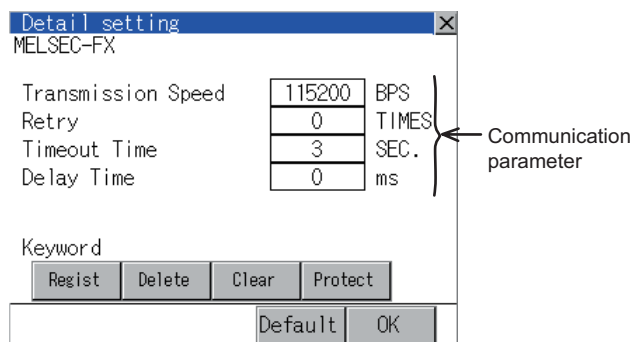 Detail setting
MELSEC-FX
Transmission Speed 115200 BPS
Retry 0 TIMES
Timeout Time 3 SEC.
Delay Time 0 ms
Communication
parameter
Keyword
Regist Delete Clear Protect
Default OK